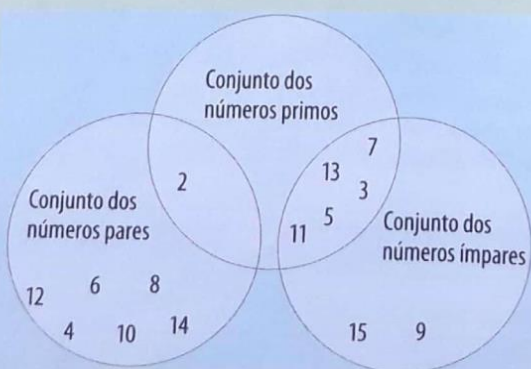 Conjunto dos
números primos
7
13
3
2
5
11
Conjunto dos
números pares
Conjunto dos
números ímpares
12
6
8
4
10
14
15
9